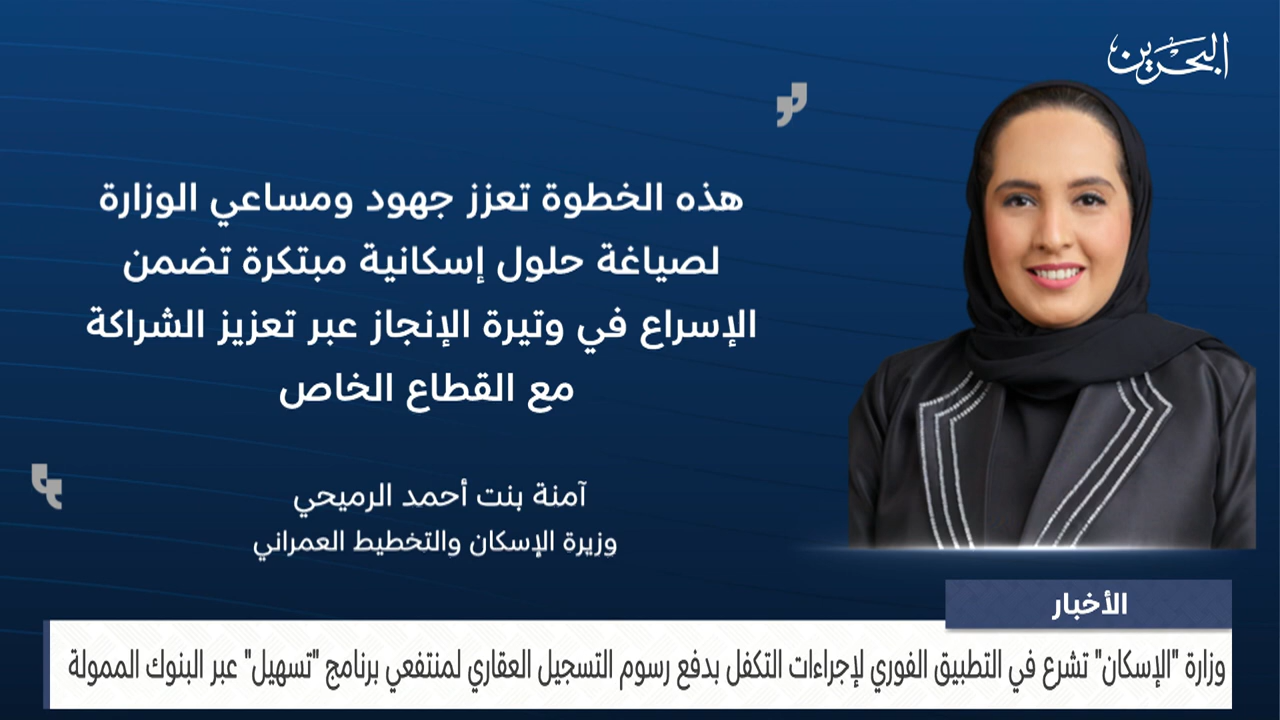 البحرين
هذه الخطوة تعزز جهود ومساعي الوزارة
لصياغة حلول إسكانية مبتكرة تضمن
الإسراع في وتيرة الإنجاز عبر تعزيز الشراكة
مع القطاع الخاص
آمنة بنت أحمد الرميحي
وزيرة الإسكان والتخطيط العمراني
الأخبار
وزارة "الإسكان" تشرع في التطبيق الفوري لإجراءات التكفل بدفع رسوم التسجيل العقاري لمنتفعي برنامج "تسهيل" عبر البنوك الممولة